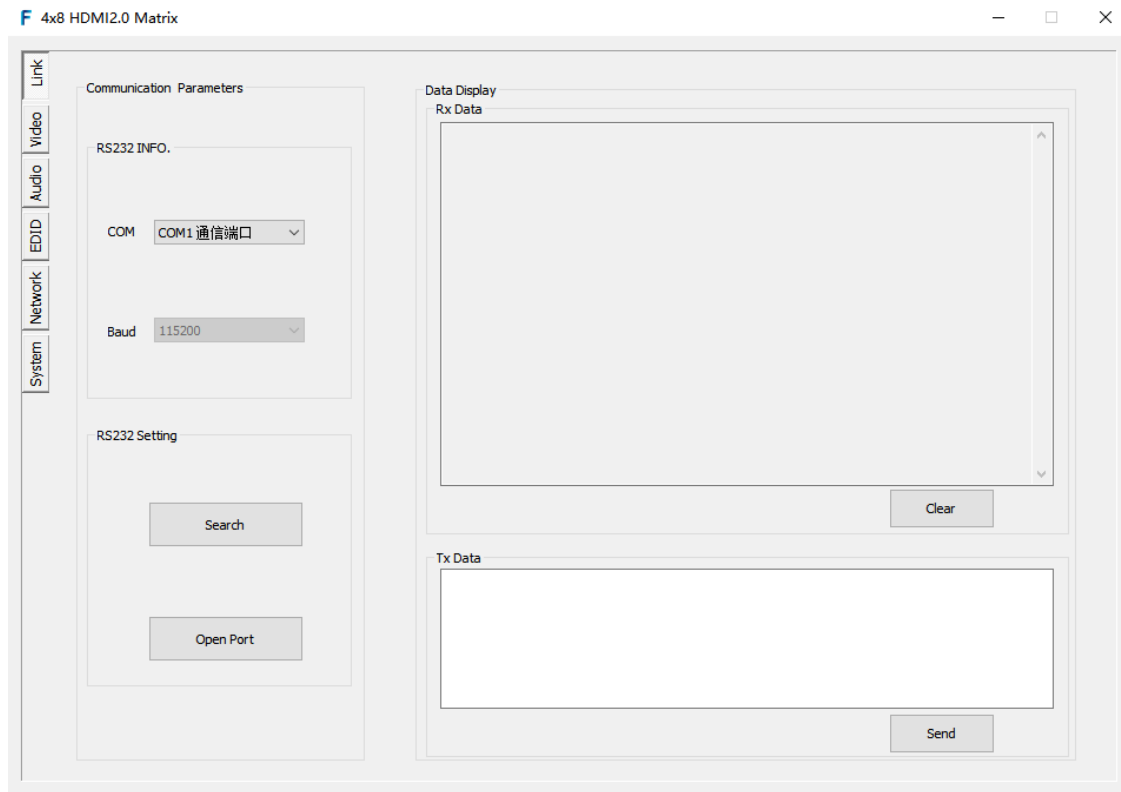 4x8 HDMI2.0 Matrix
Link
Video
Audio
EDID
Network
System
Communication Parameters
RS232 INFO.
COM COM1 通信端口
Baud 115200
RS232 Setting
Search
Open Port
Data Display
Rx Data
Clear
Tx Data
Send